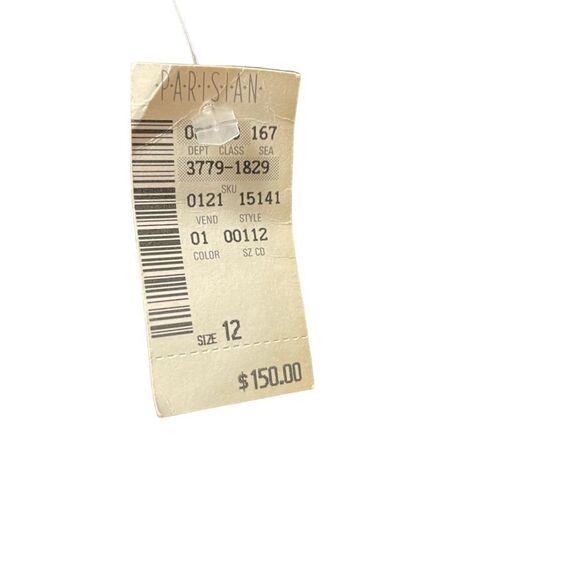 ·P·A·R·I·S·I·A·N·
167
DEPT CLASS SEA
3779-1829
SKU
0121 15141
VEND STYLE
01 00112
COLOR SZ CD
SIZE 12
$150.00